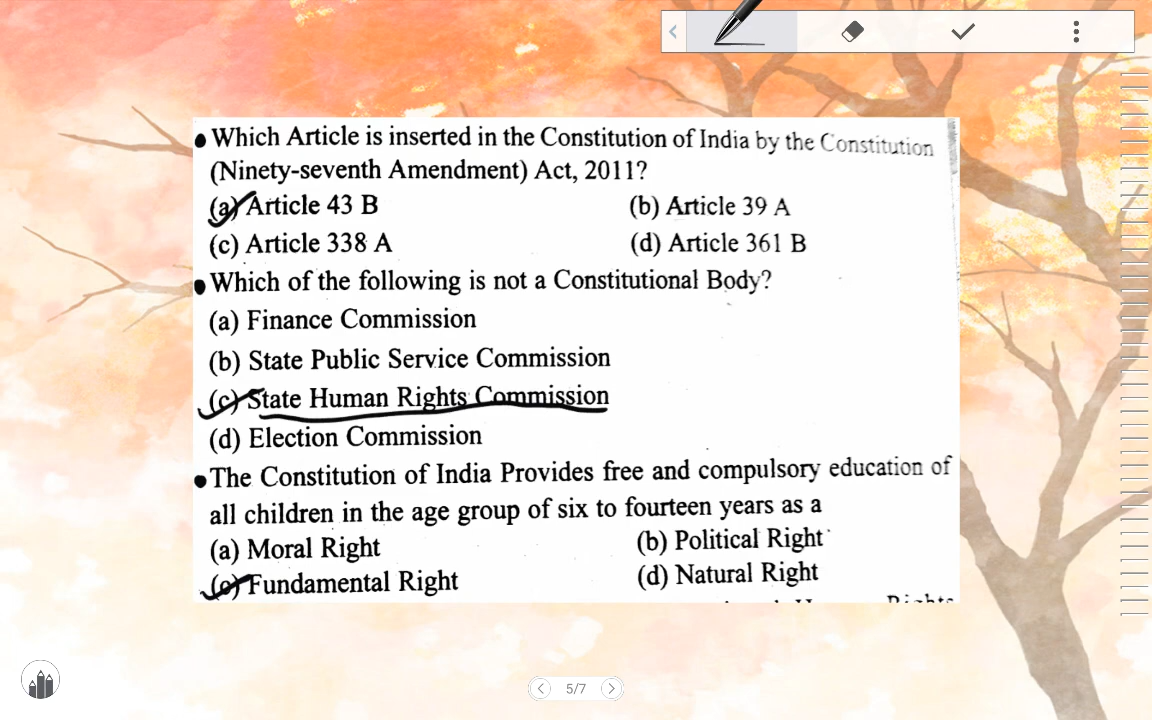 Which Article is inserted in the Constitution of India by the Constitution
(Ninety-seventh Amendment) Act, 2011?
(a) Article 43 B (b) Article 39 A
(c) Article 338 A (d) Article 361 B
Which of the following is not a Constitutional Body?
(a) Finance Commission
(b) State Public Service Commission
(c) State Human Rights Commission
(d) Election Commission
The Constitution of India Provides free and compulsory education of
all children in the age group of six to fourteen years as a
(a) Moral Right (b) Political Right
(c) Fundamental Right (d) Natural Right
Rights
5/7